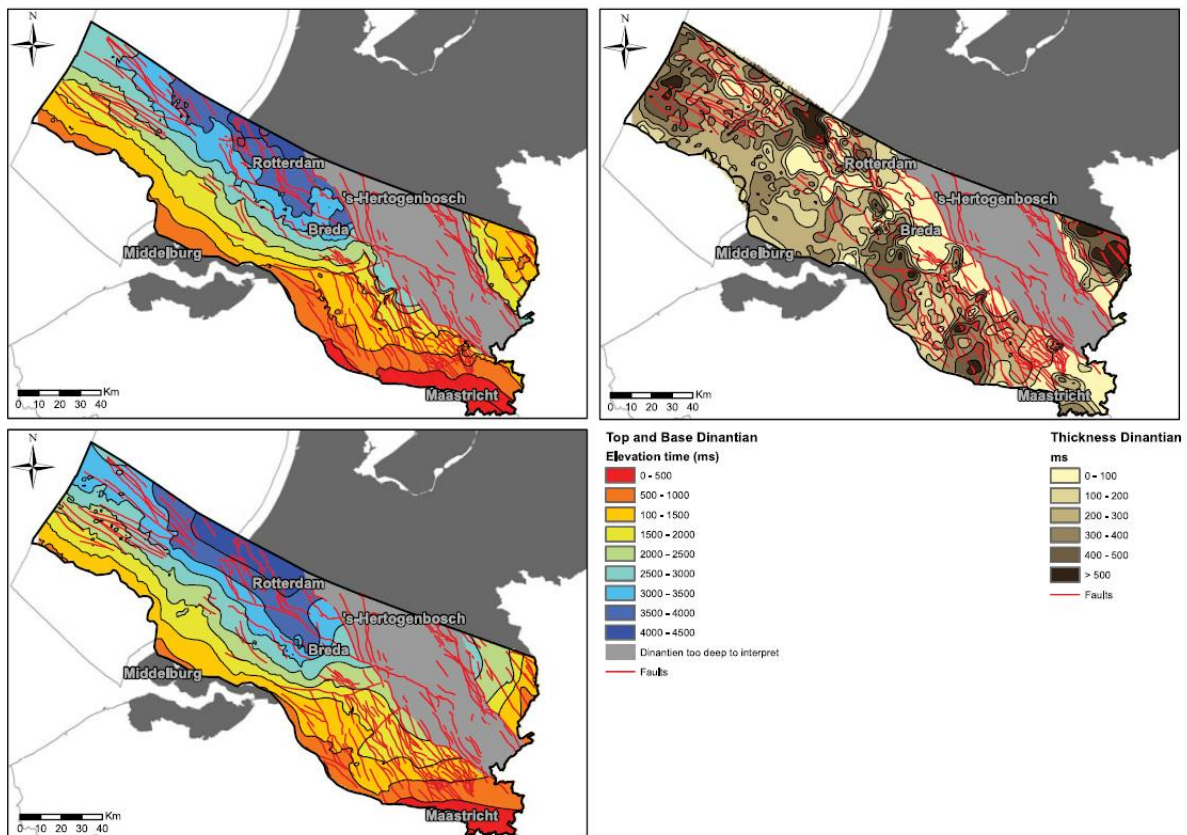 N
Rotterdam
's-Hertogenbosch
Breda
Middelburg
Maastricht
Km
0 10 20 30 40
N
Rotterdam
's-Hertogenbosch
Breda
Middelburg
Maastricht
Km
0 10 20 30 40
N
Rotterdam
's-Hertogenbosch
Breda
Middelburg
Maastricht
Km
0 10 20 30 40
Top and Base Dinantian
Elevation time (ms)
0 - 500
500 - 1000
100 - 1500
1500 - 2000
2000 - 2500
2500 - 3000
3000 - 3500
3500 - 4000
4000 - 4500
Dinantien too deep to interpret
Faults
Thickness Dinantian
ms
0 - 100
100 - 200
200 - 300
300 - 400
400 - 500
> 500
Faults